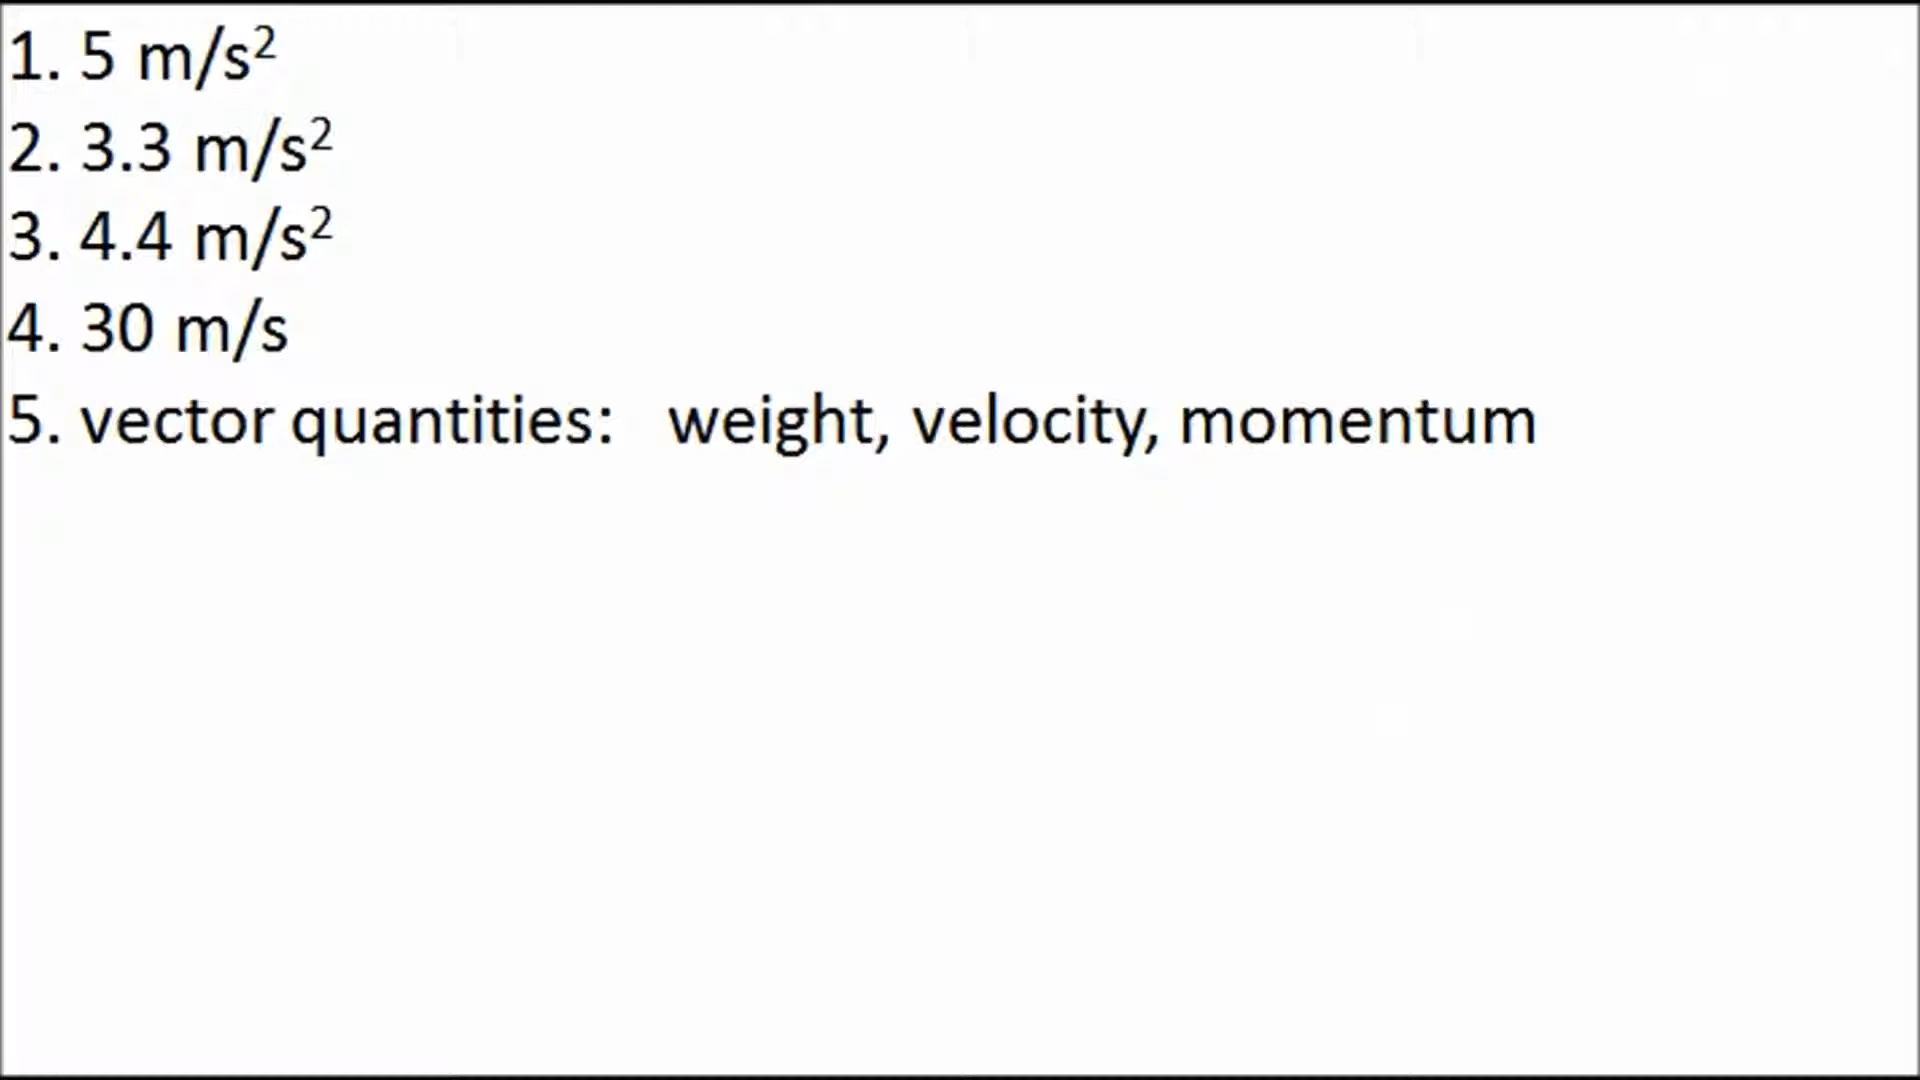 1. 5 m/s²
2. 3.3 m/s²
3. 4.4 m/s²
4. 30 m/s
5. vector quantities: weight, velocity, momentum